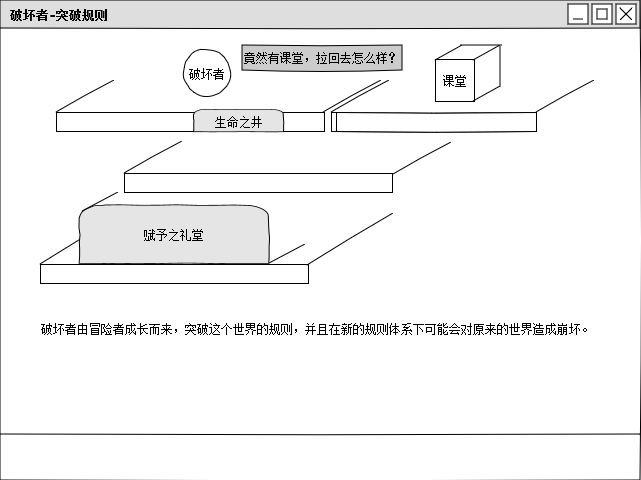 破坏者-突破规则
竟然有课堂，拉回去怎么样？
破坏者
课堂
生命之井
赋予之礼堂
破坏者由冒险者成长而来，突破这个世界的规则，并且在新的规则体系下可能会对原来的世界造成崩坏。